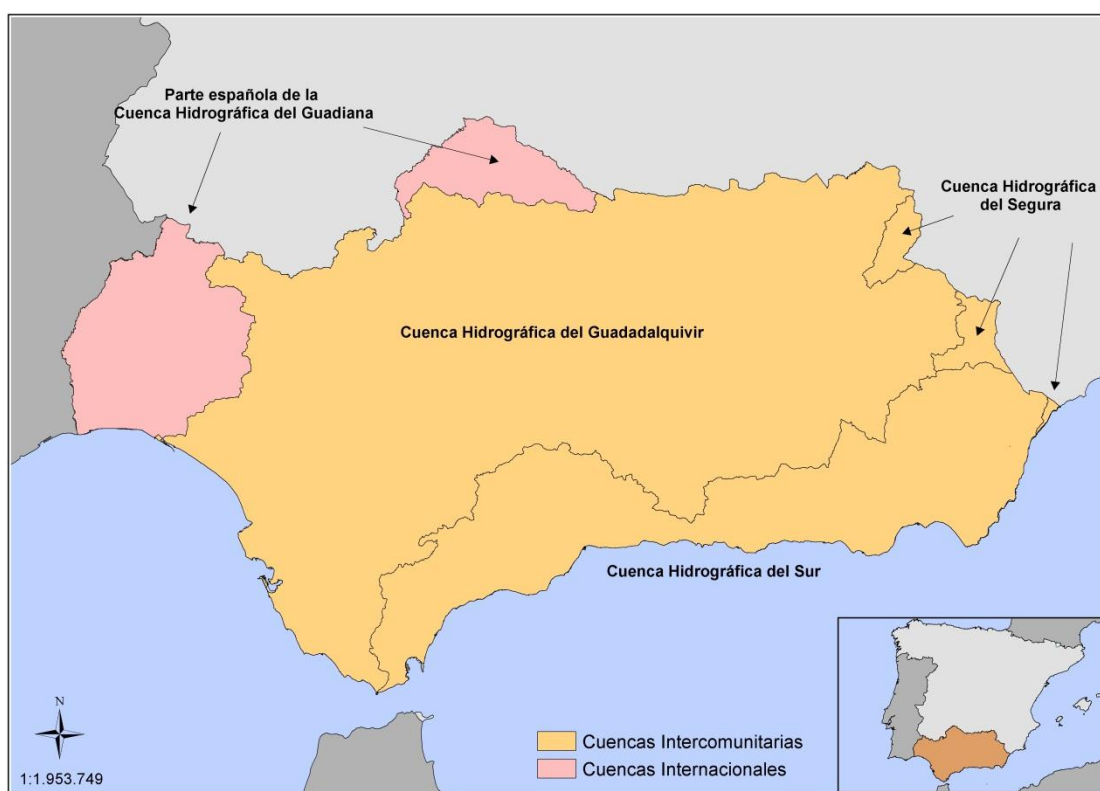 Parte española de la
Cuenca Hidrográfica del Guadiana
Cuenca Hidrográfica
del Segura
Cuenca Hidrográfica del Guadadalquivir
Cuenca Hidrográfica del Sur
N
1:1.953.749
Cuencas Intercomunitarias
Cuencas Internacionales